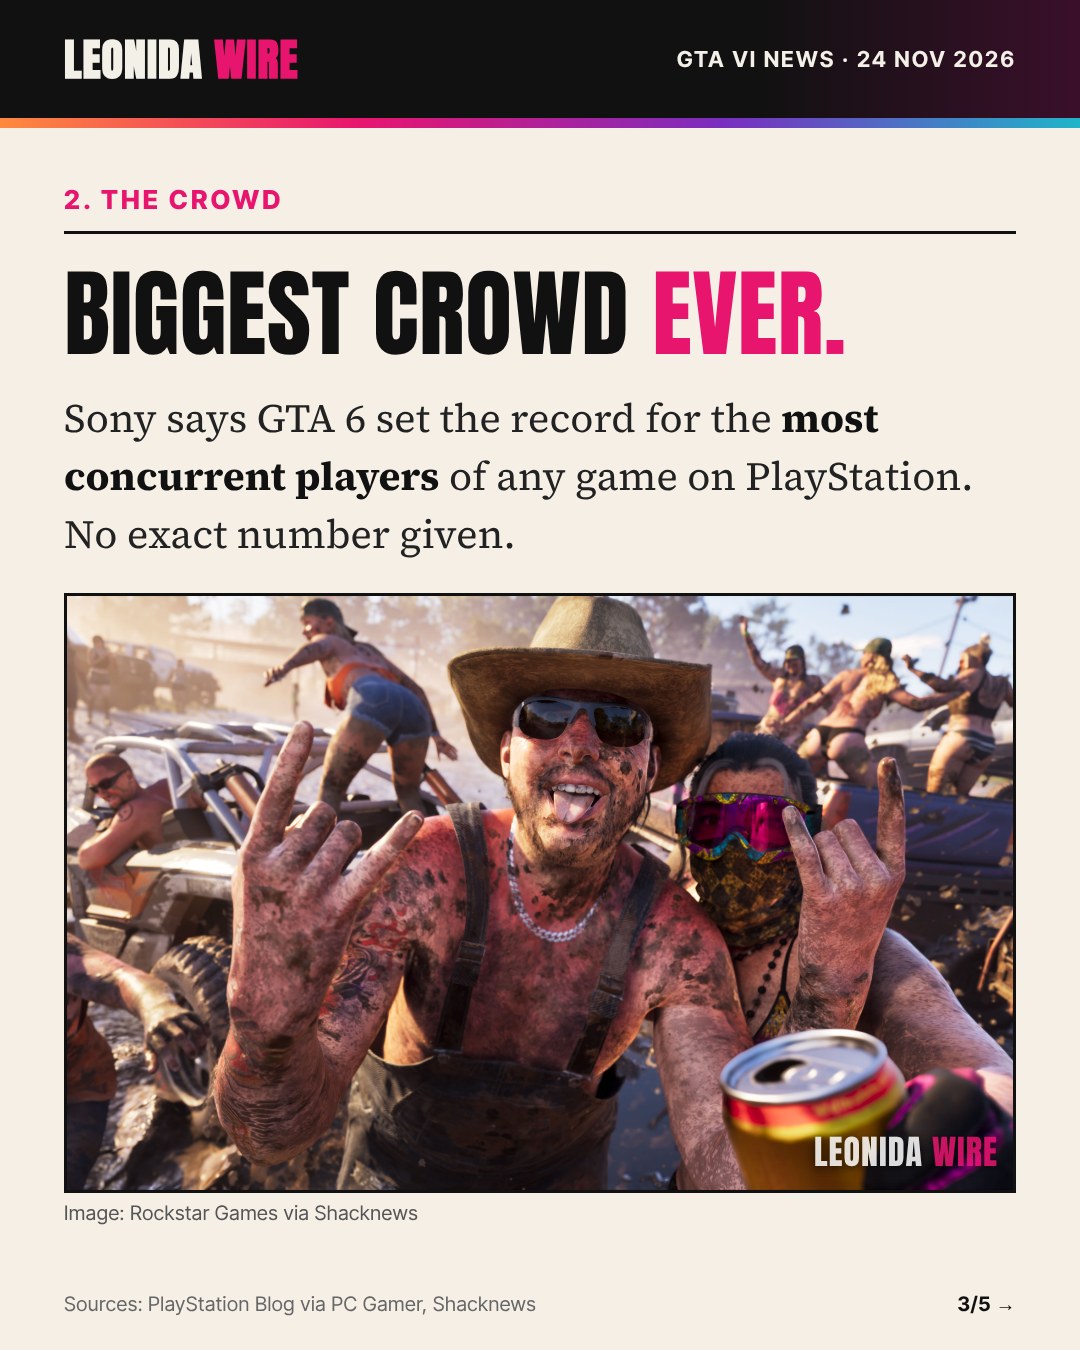 LEONIDA WIRE
GTA VI NEWS · 24 NOV 2026
2. THE CROWD
BIGGEST CROWD EVER.
Sony says GTA 6 set the record for the most
concurrent players of any game on PlayStation.
No exact number given.
LEONIDA WIRE
Image: Rockstar Games via Shacknews
Sources: PlayStation Blog via PC Gamer, Shacknews
3/5 →